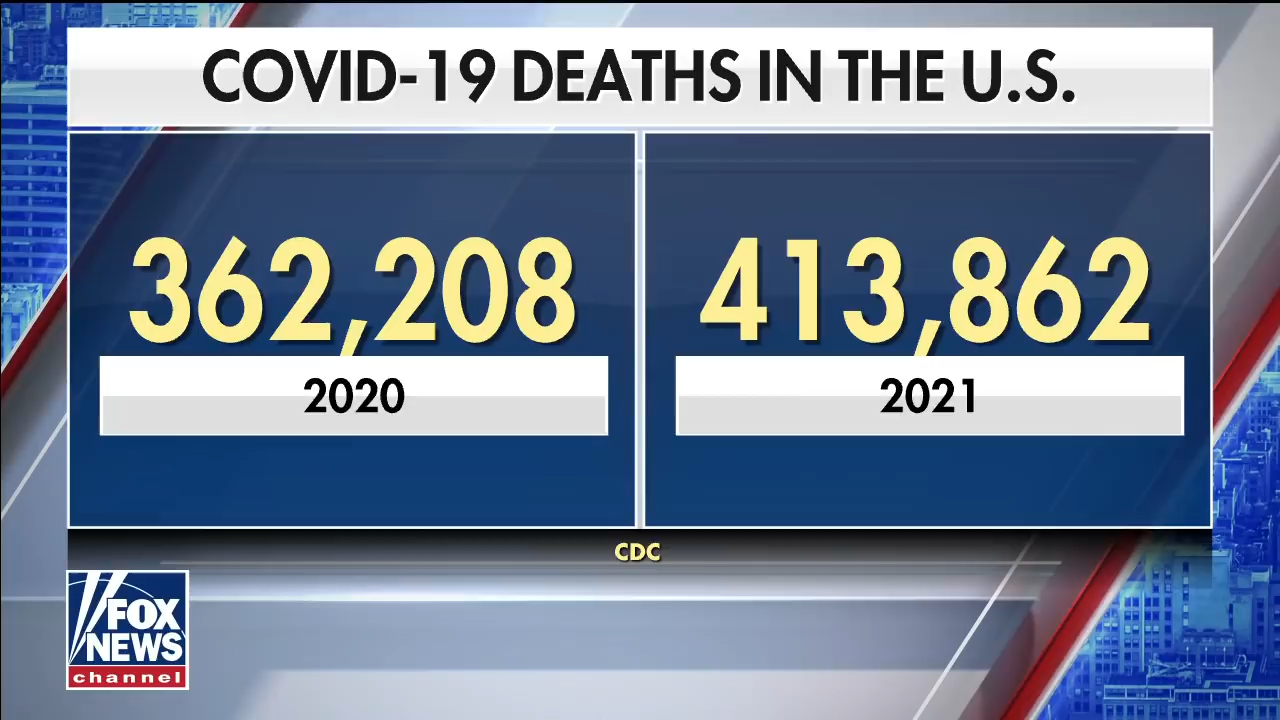 COVID-19 DEATHS IN THE U.S.
362,208
2020
413,862
2021
CDC
FOX
NEWS
channel